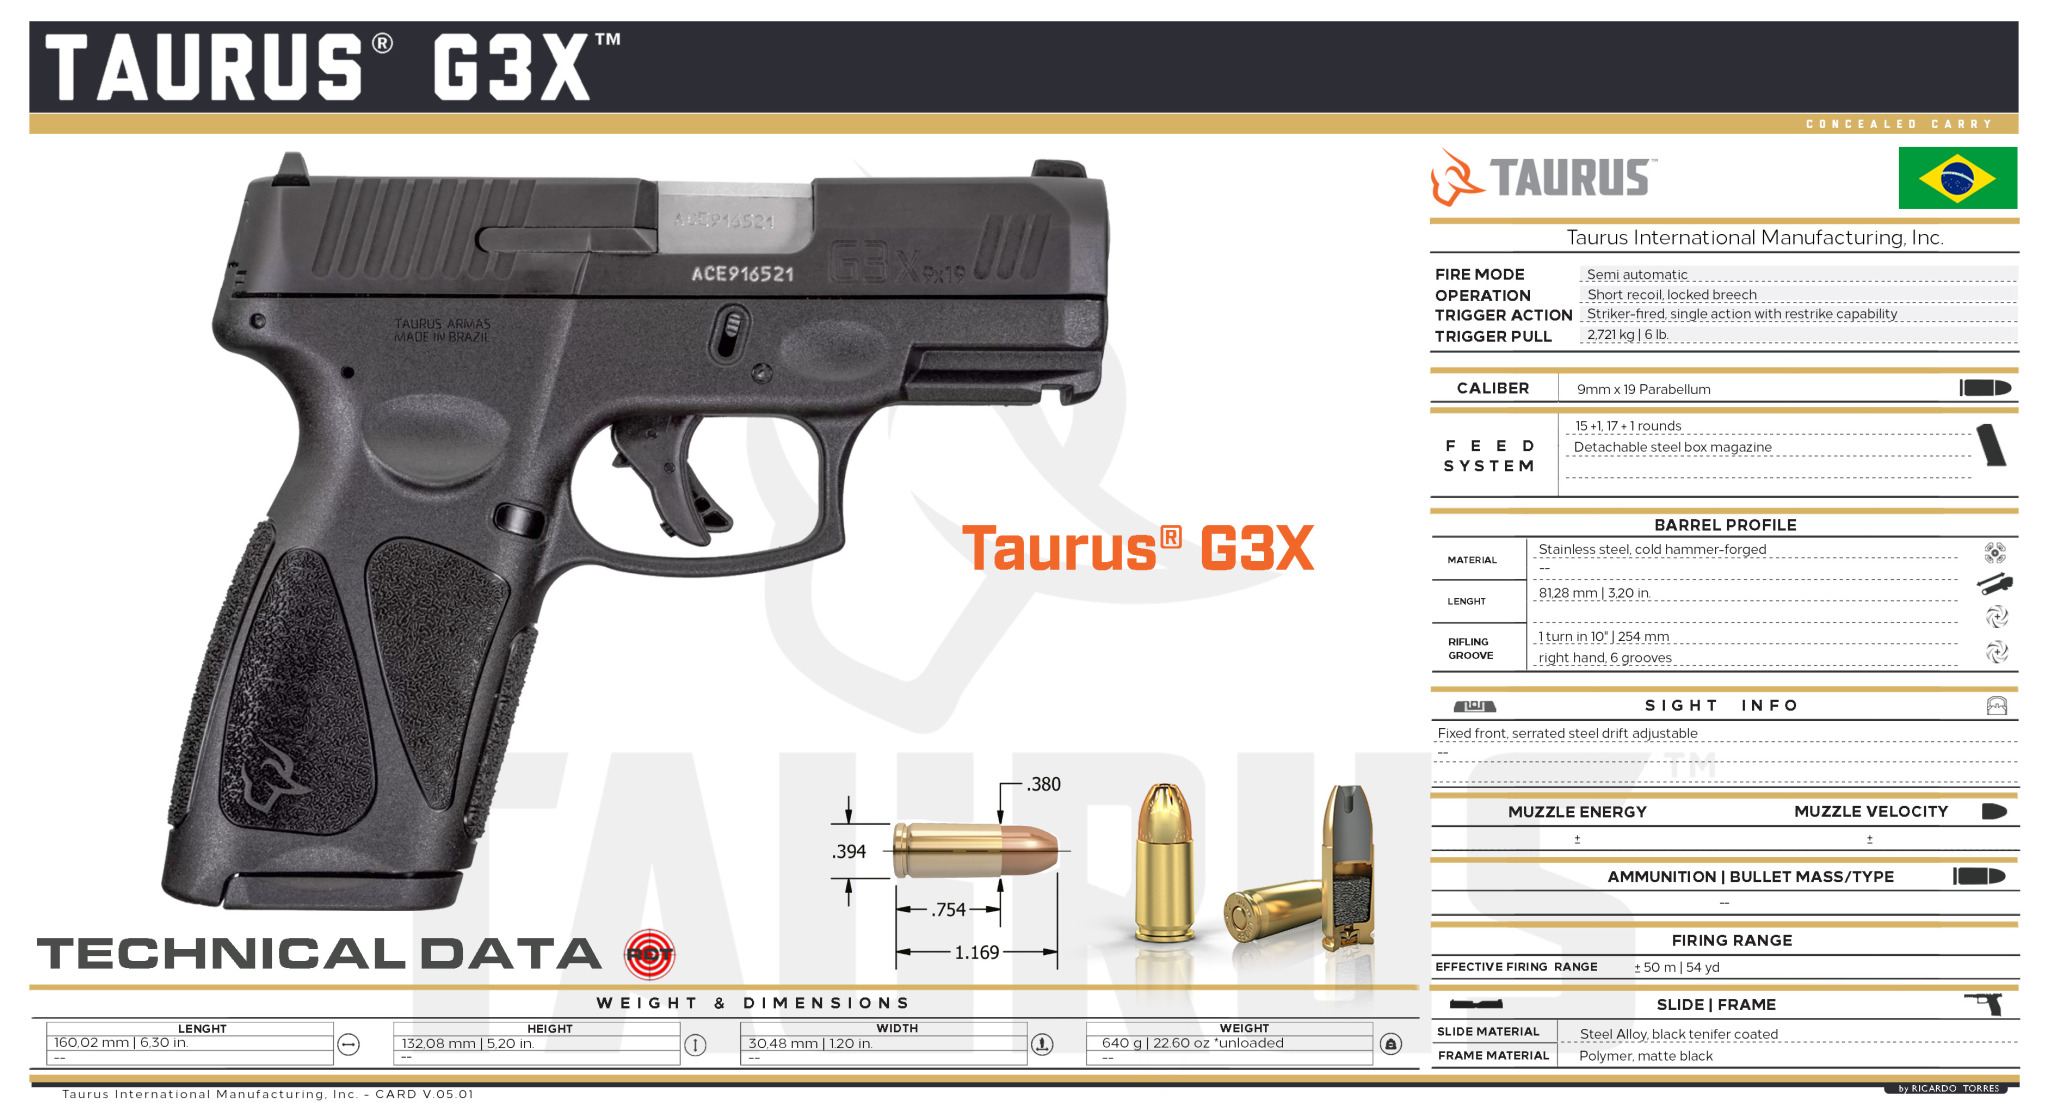 TAURUS® G3X™
CONCEALED CARRY
ACE916521
ACE916521
G3X 9x19
TAURUS ARMAS
MADE IN BRAZIL
Taurus® G3X
TAURUS™
.380
.394
.754
1.169
TECHNICAL DATA
RDT
WEIGHT & DIMENSIONS
LENGHT
160,02 mm | 6,30 in.
--
HEIGHT
132,08 mm | 5,20 in.
--
WIDTH
30,48 mm | 1.20 in.
--
WEIGHT
640 g | 22.60 oz *unloaded
--
TAURUS™
Taurus International Manufacturing, Inc.
FIRE MODE Semi automatic
OPERATION Short recoil, locked breech
TRIGGER ACTION Striker-fired, single action with restrike capability
TRIGGER PULL 2,721 kg | 6 lb.
CALIBER 9mm x 19 Parabellum
FEED
SYSTEM
15 +1, 17 + 1 rounds
Detachable steel box magazine
BARREL PROFILE
MATERIAL
Stainless steel, cold hammer-forged
--
LENGHT
81,28 mm | 3,20 in.
RIFLING
GROOVE
1 turn in 10" | 254 mm
right hand, 6 grooves
SIGHT INFO
Fixed front, serrated steel drift adjustable
--
MUZZLE ENERGY MUZZLE VELOCITY
± ±
AMMUNITION | BULLET MASS/TYPE
--
FIRING RANGE
EFFECTIVE FIRING RANGE ± 50 m | 54 yd
SLIDE | FRAME
SLIDE MATERIAL Steel Alloy, black tenifer coated
FRAME MATERIAL Polymer, matte black
Taurus International Manufacturing, Inc. - CARD V.05.01
by RICARDO TORRES